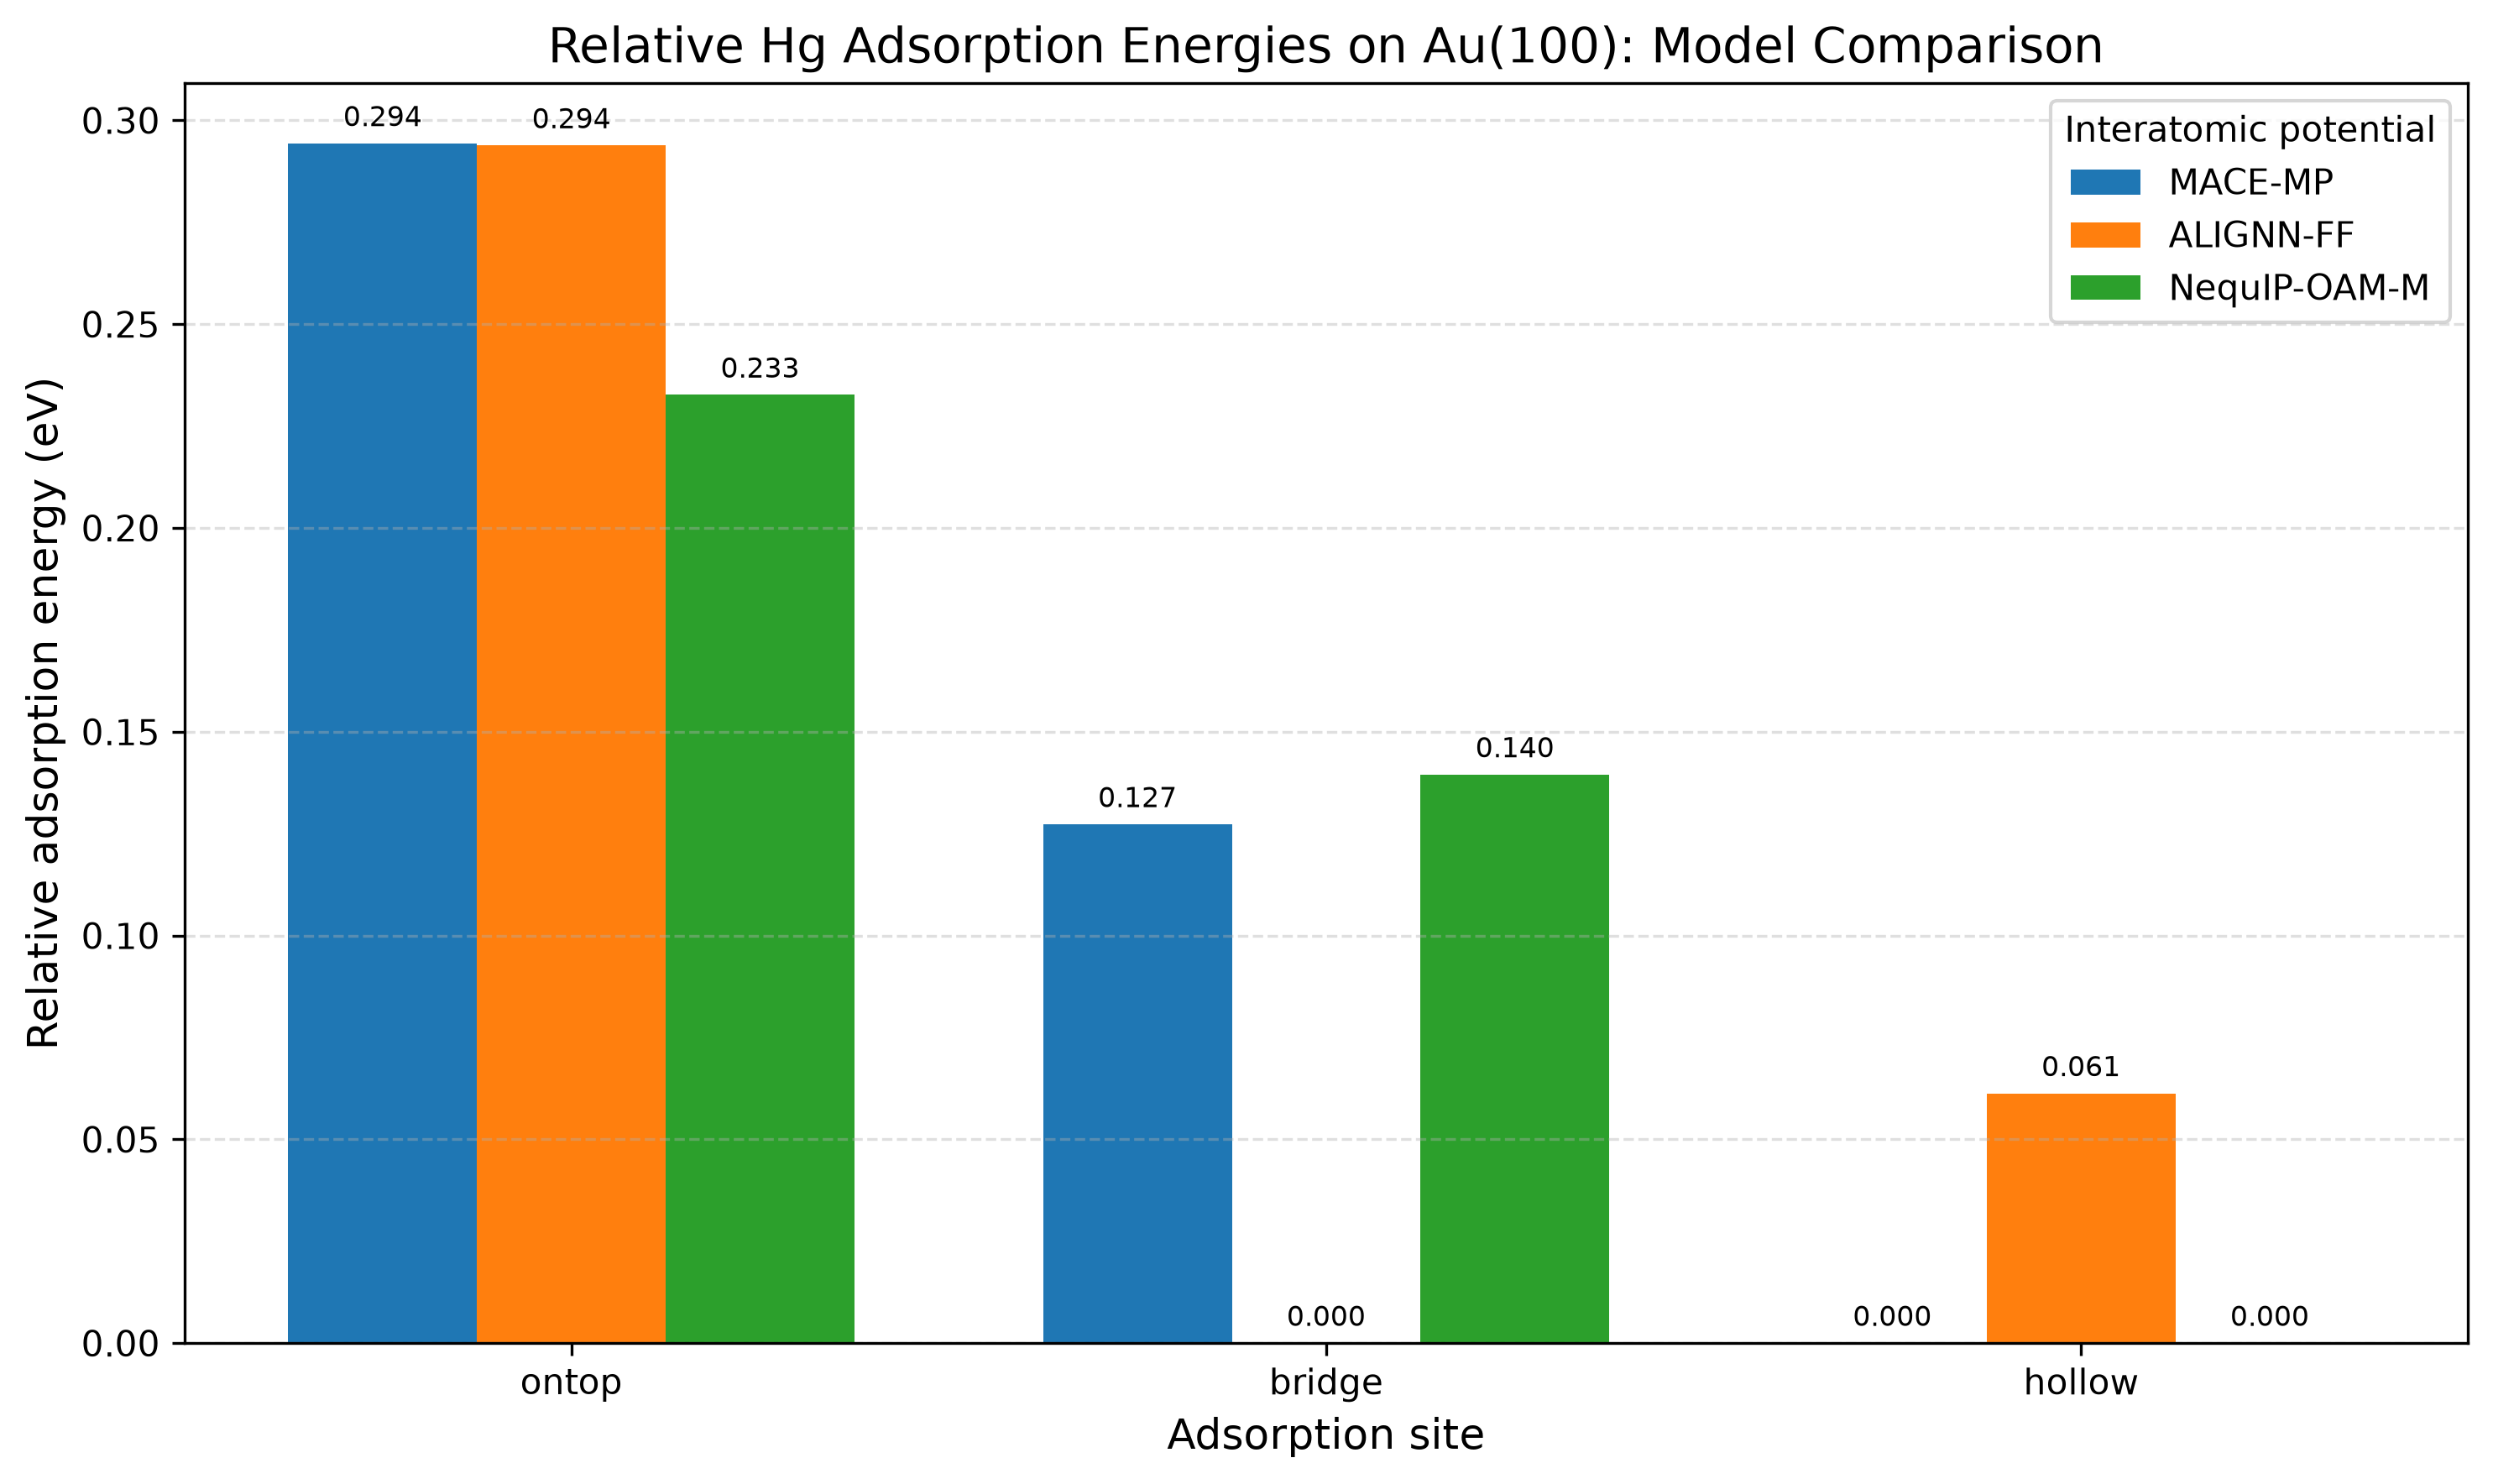 Relative Hg Adsorption Energies on Au(100): Model Comparison
Interatomic potential
MACE-MP
ALIGNN-FF
NequIP-OAM-M
Relative adsorption energy (eV)
0.30
0.25
0.20
0.15
0.10
0.05
0.00
0.294
0.294
0.233
0.127
0.000
0.140
0.000
0.061
0.000
ontop
bridge
hollow
Adsorption site